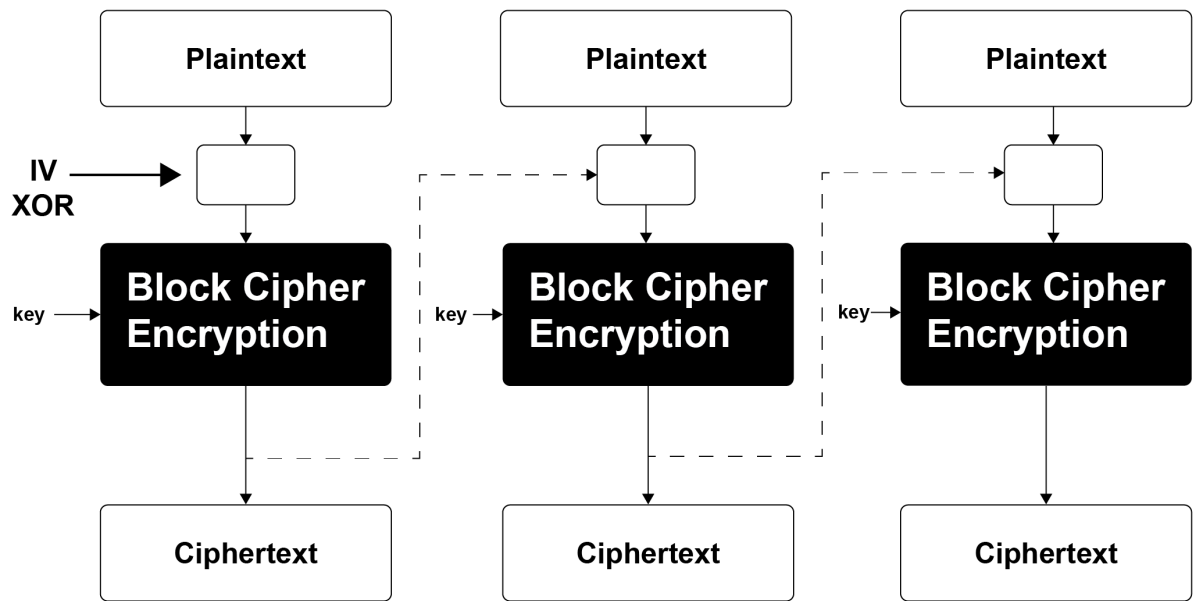 Plaintext
Plaintext
Plaintext
IV
XOR
key
Block Cipher
Encryption
key
Block Cipher
Encryption
key
Block Cipher
Encryption
Ciphertext
Ciphertext
Ciphertext